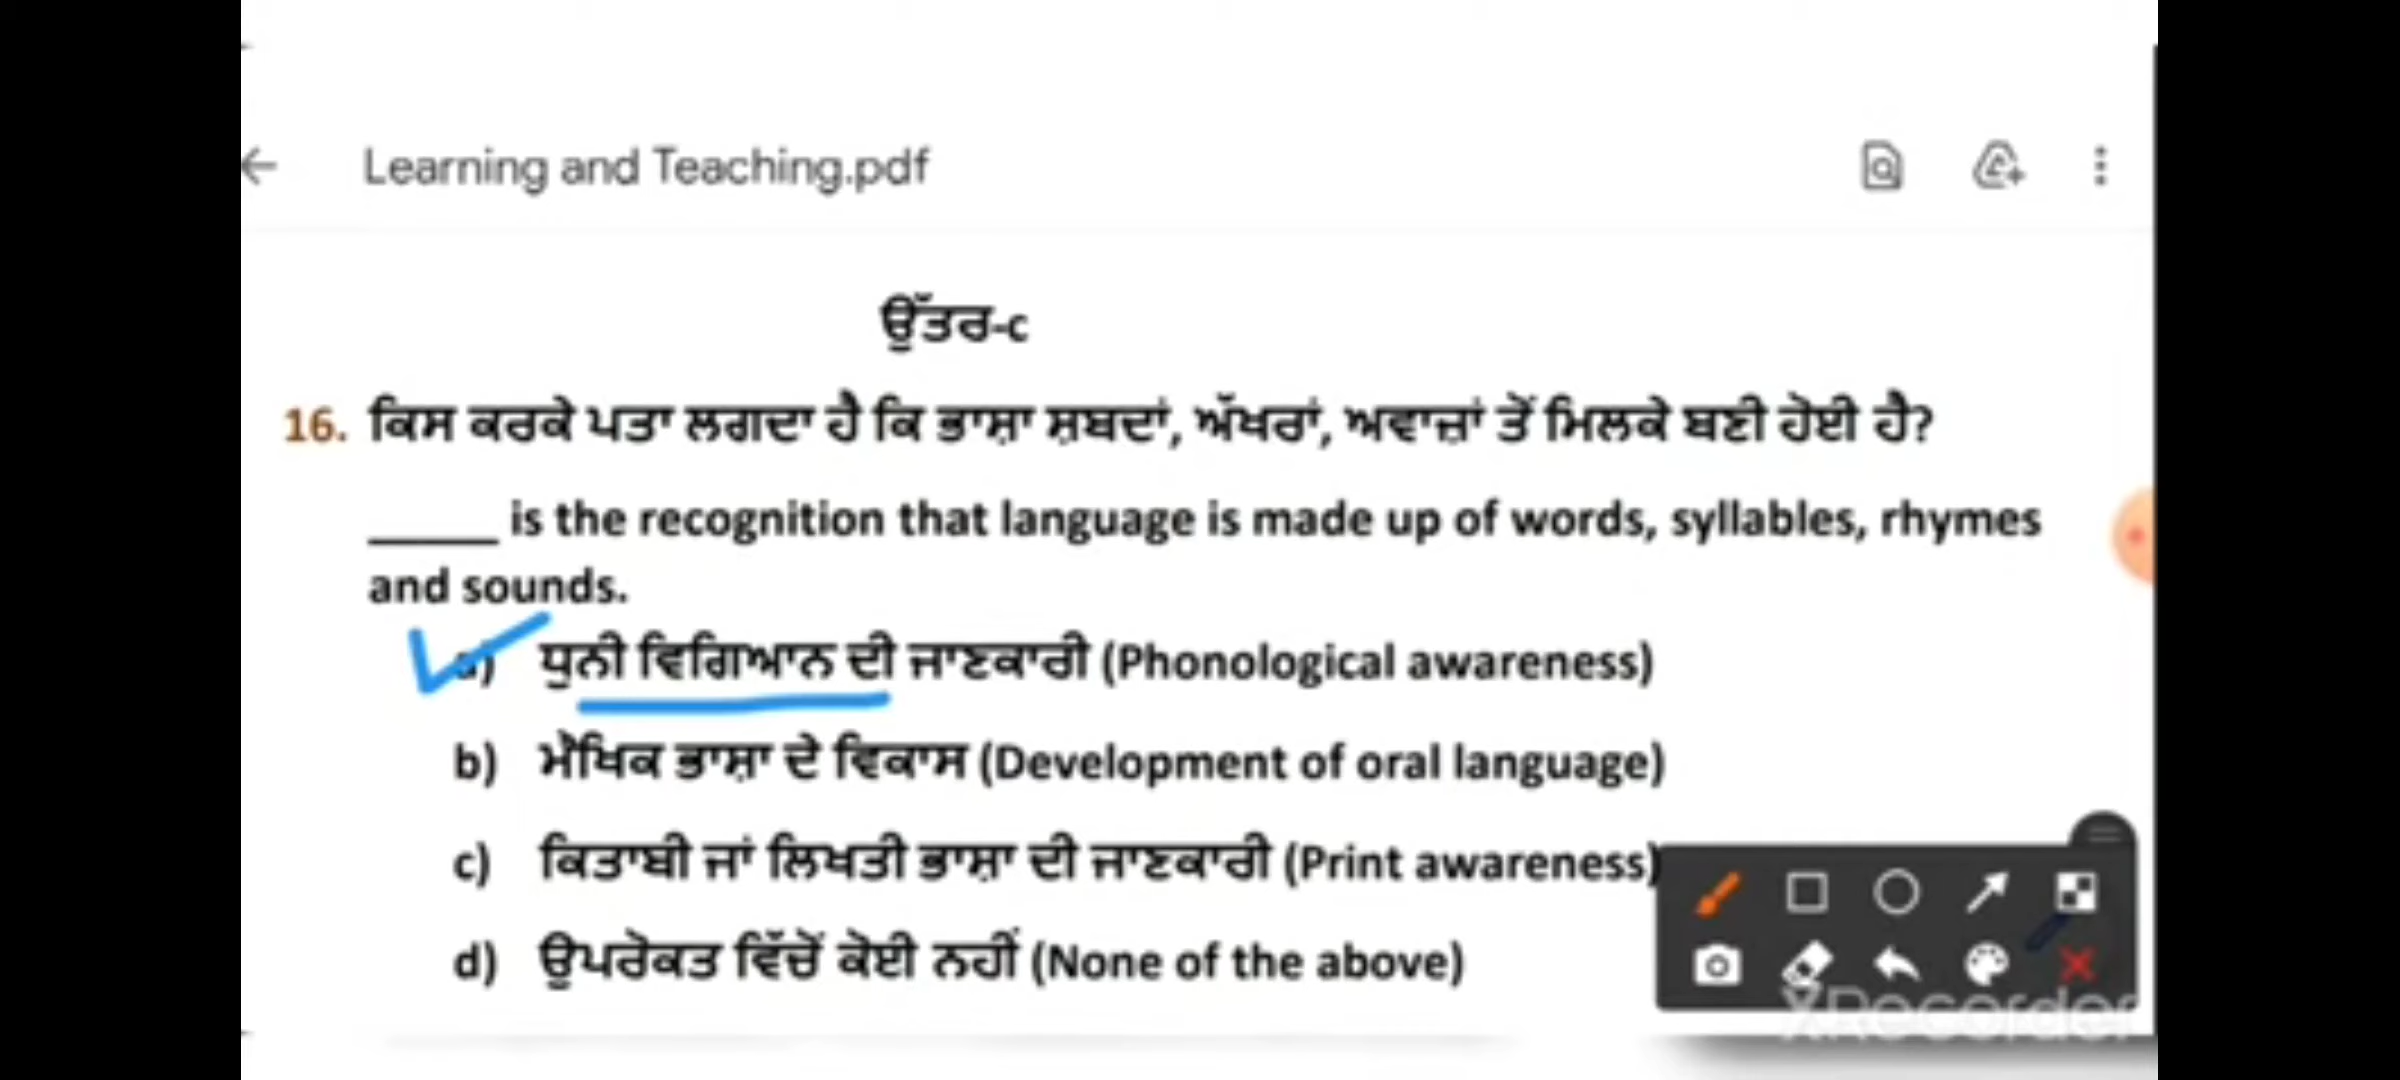 Learning and Teaching.pdf
ਉੱਤਰ-c
16. ਕਿਸ ਕਰਕੇ ਪਤਾ ਲਗਦਾ ਹੈ ਕਿ ਭਾਸ਼ਾ ਸ਼ਬਦਾਂ, ਅੱਖਰਾਂ, ਅਵਾਜ਼ਾਂ ਤੋਂ ਮਿਲਕੇ ਬਣੀ ਹੋਈ ਹੈ?
_____ is the recognition that language is made up of words, syllables, rhymes
and sounds.
a) ਧੁਨੀ ਵਿਗਿਆਨ ਦੀ ਜਾਣਕਾਰੀ (Phonological awareness)
b) ਮੌਖਿਕ ਭਾਸ਼ਾ ਦੇ ਵਿਕਾਸ (Development of oral language)
c) ਕਿਤਾਬੀ ਜਾਂ ਲਿਖਤੀ ਭਾਸ਼ਾ ਦੀ ਜਾਣਕਾਰੀ (Print awareness)
d) ਉਪਰੋਕਤ ਵਿੱਚੋਂ ਕੋਈ ਨਹੀਂ (None of the above)
XRecorder